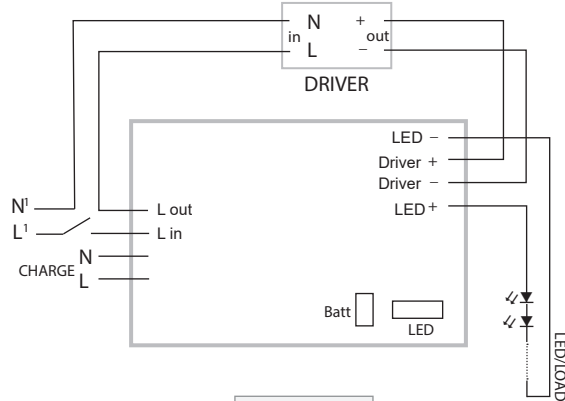 N +
in out
L −
DRIVER
LED −
Driver +
Driver −
LED +
N¹
L out
L¹
L in
CHARGE N
L
Batt
LED
LED/LOAD